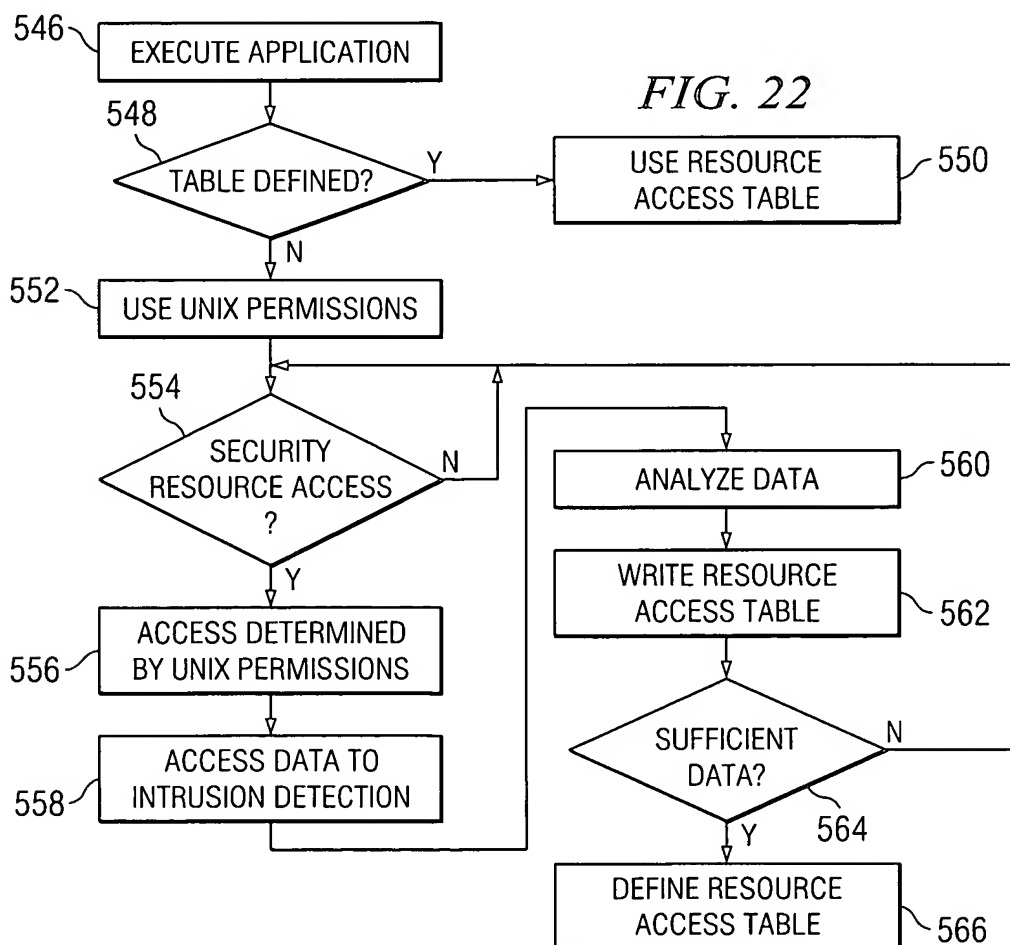 546
EXECUTE APPLICATION
FIG. 22
548
TABLE DEFINED?
Y
USE RESOURCE
ACCESS TABLE
550
N
552
USE UNIX PERMISSIONS
554
SECURITY
RESOURCE ACCESS
?
N
Y
556
ACCESS DETERMINED
BY UNIX PERMISSIONS
558
ACCESS DATA TO
INTRUSION DETECTION
ANALYZE DATA
560
WRITE RESOURCE
ACCESS TABLE
562
SUFFICIENT
DATA?
N
564
Y
DEFINE RESOURCE
ACCESS TABLE
566